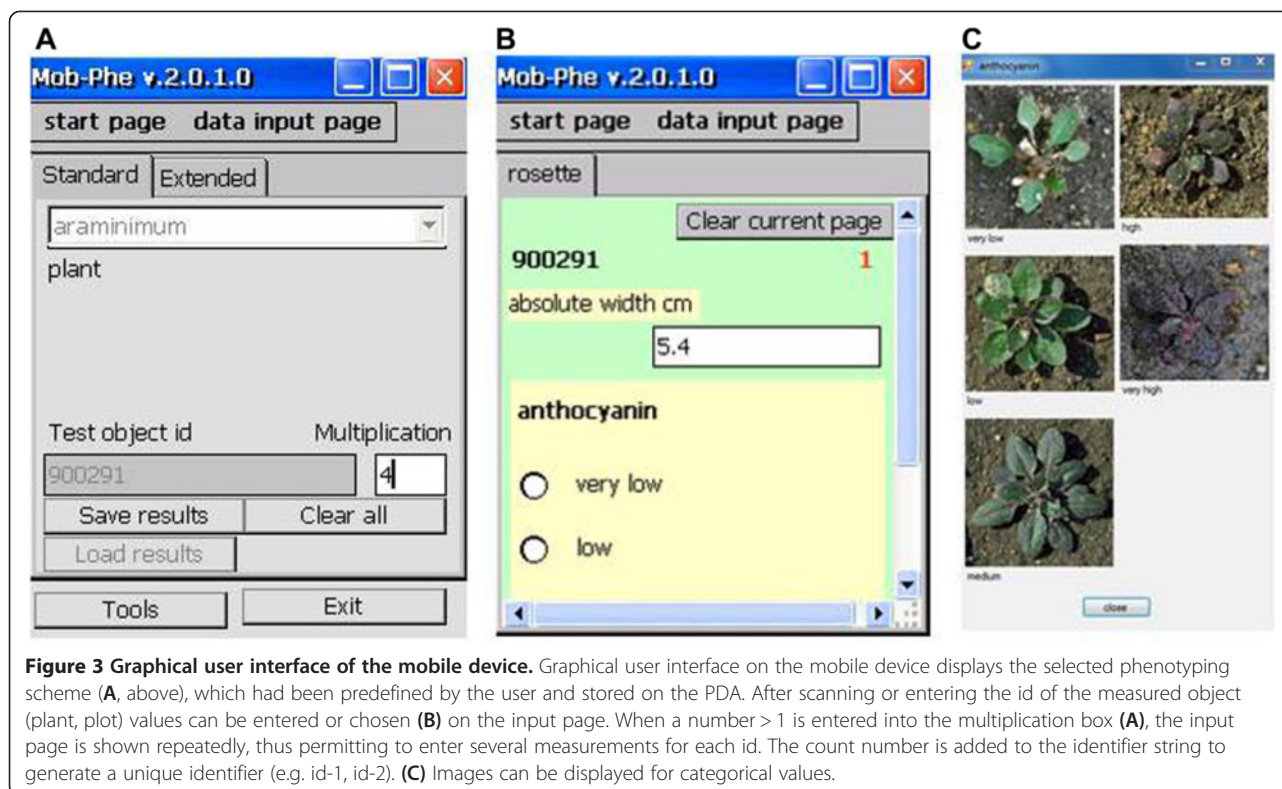 A
Mob-Phe v.2.0.1.0
start page data input page
Standard Extended
araminimum
plant
Test object id Multiplication
900291 4
Save results Clear all
Load results
Tools Exit
B
Mob-Phe v.2.0.1.0
start page data input page
rosette
Clear current page
900291 1
absolute width cm
5.4
anthocyanin
very low
low
C
anthocyanin
very low
high
low
very high
medium
close
Figure 3 Graphical user interface of the mobile device. Graphical user interface on the mobile device displays the selected phenotyping
scheme (A, above), which had been predefined by the user and stored on the PDA. After scanning or entering the id of the measured object
(plant, plot) values can be entered or chosen (B) on the input page. When a number > 1 is entered into the multiplication box (A), the input
page is shown repeatedly, thus permitting to enter several measurements for each id. The count number is added to the identifier string to
generate a unique identifier (e.g. id-1, id-2). (C) Images can be displayed for categorical values.